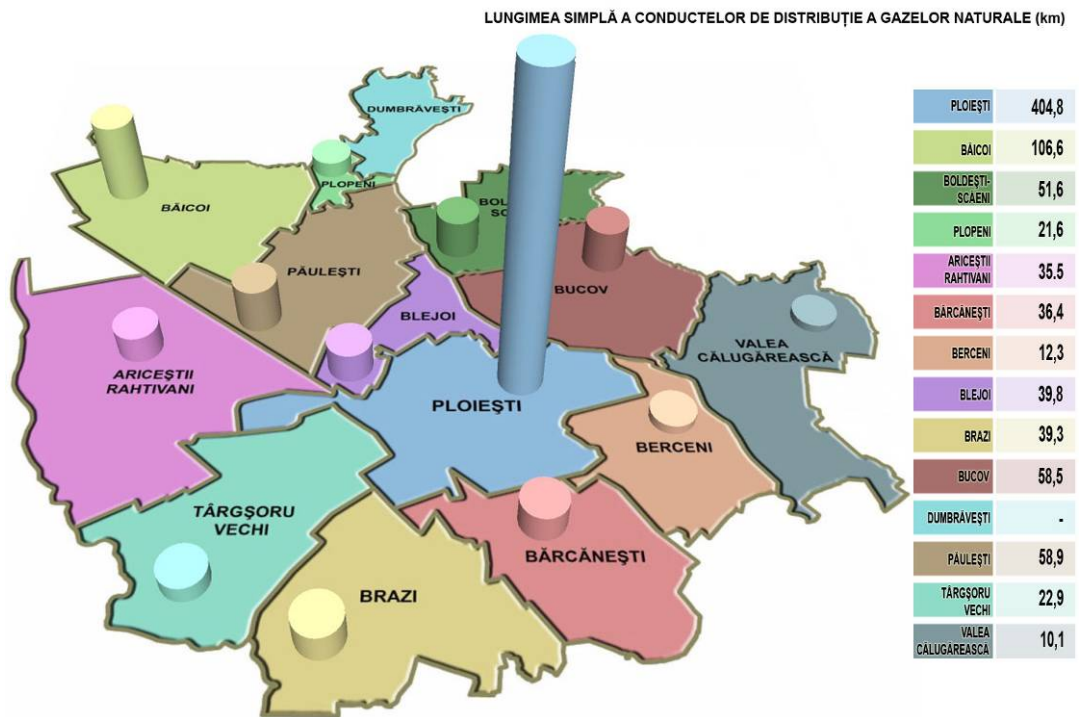 LUNGIMEA SIMPLĂ A CONDUCTELOR DE DISTRIBUȚIE A GAZELOR NATURALE (km)
DUMBRĂVEȘTI
PLOPENI
BĂICOI
BOLDEȘTI-
PĂULEȘTI
BUCOV
BLEJOI
VALEA
CĂLUGĂREASCĂ
ARICEȘTII
RAHTIVANI
PLOIEȘTI
BERCENI
TÂRGȘORU
VECHI
BĂRCĂNEȘTI
BRAZI
PLOIEȘTI 404,8
BĂICOI 106,6
BOLDEȘTI-
SCĂENI 51,6
PLOPENI 21,6
ARICEȘTII
RAHTIVANI 35.5
BĂRCĂNEȘTI 36,4
BERCENI 12,3
BLEJOI 39,8
BRAZI 39,3
BUCOV 58,5
DUMBRĂVEȘTI -
PĂULEȘTI 58,9
TÂRGȘORU
VECHI 22,9
VALEA
CĂLUGĂREASCĂ 10,1